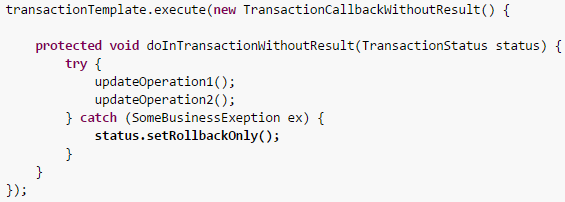 transactionTemplate.execute(new TransactionCallbackWithoutResult() {
protected void doInTransactionWithoutResult(TransactionStatus status) {
try {
updateOperation1();
updateOperation2();
} catch (SomeBusinessExeption ex) {
status.setRollbackOnly();
}
}
});